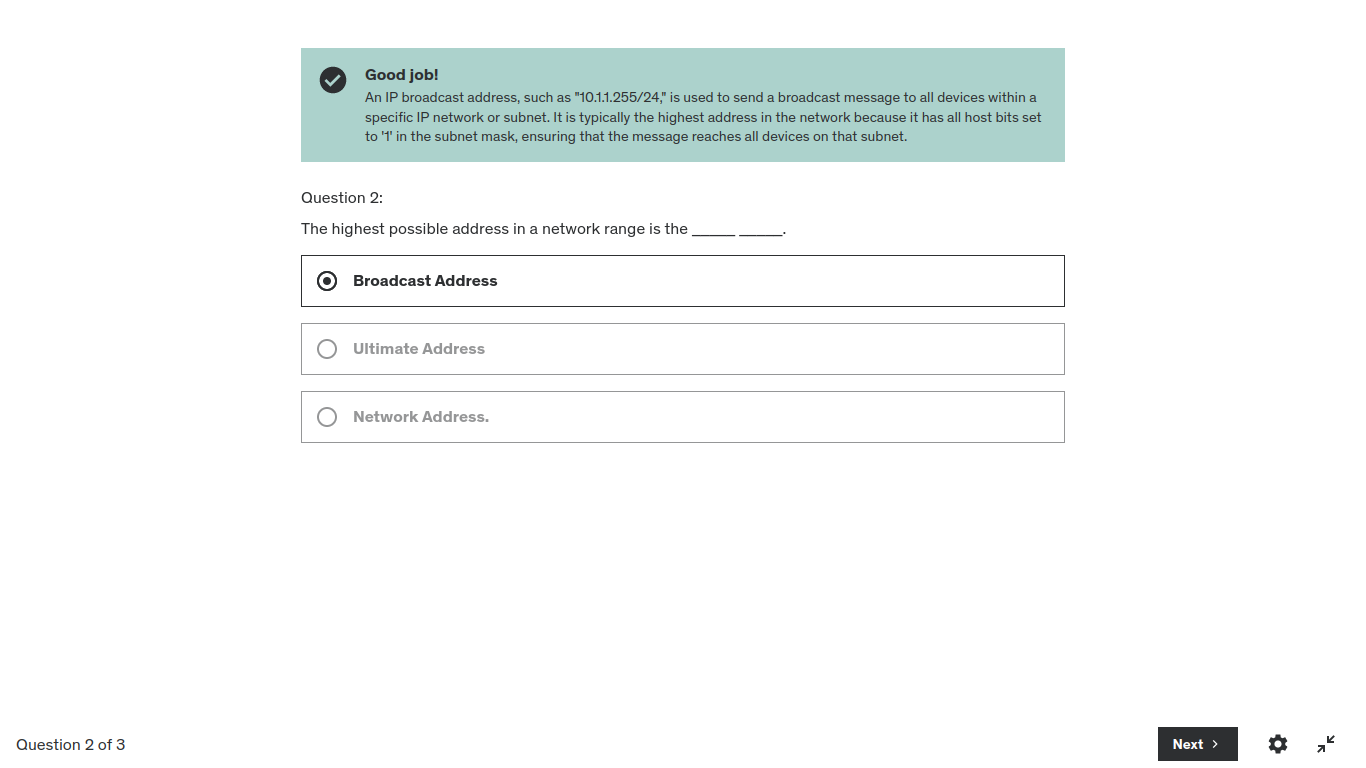 Good job!
An IP broadcast address, such as "10.1.1.255/24," is used to send a broadcast message to all devices within a
specific IP network or subnet. It is typically the highest address in the network because it has all host bits set
to '1' in the subnet mask, ensuring that the message reaches all devices on that subnet.
Question 2:
The highest possible address in a network range is the _____ _____.
Broadcast Address
Ultimate Address
Network Address.
Question 2 of 3
Next